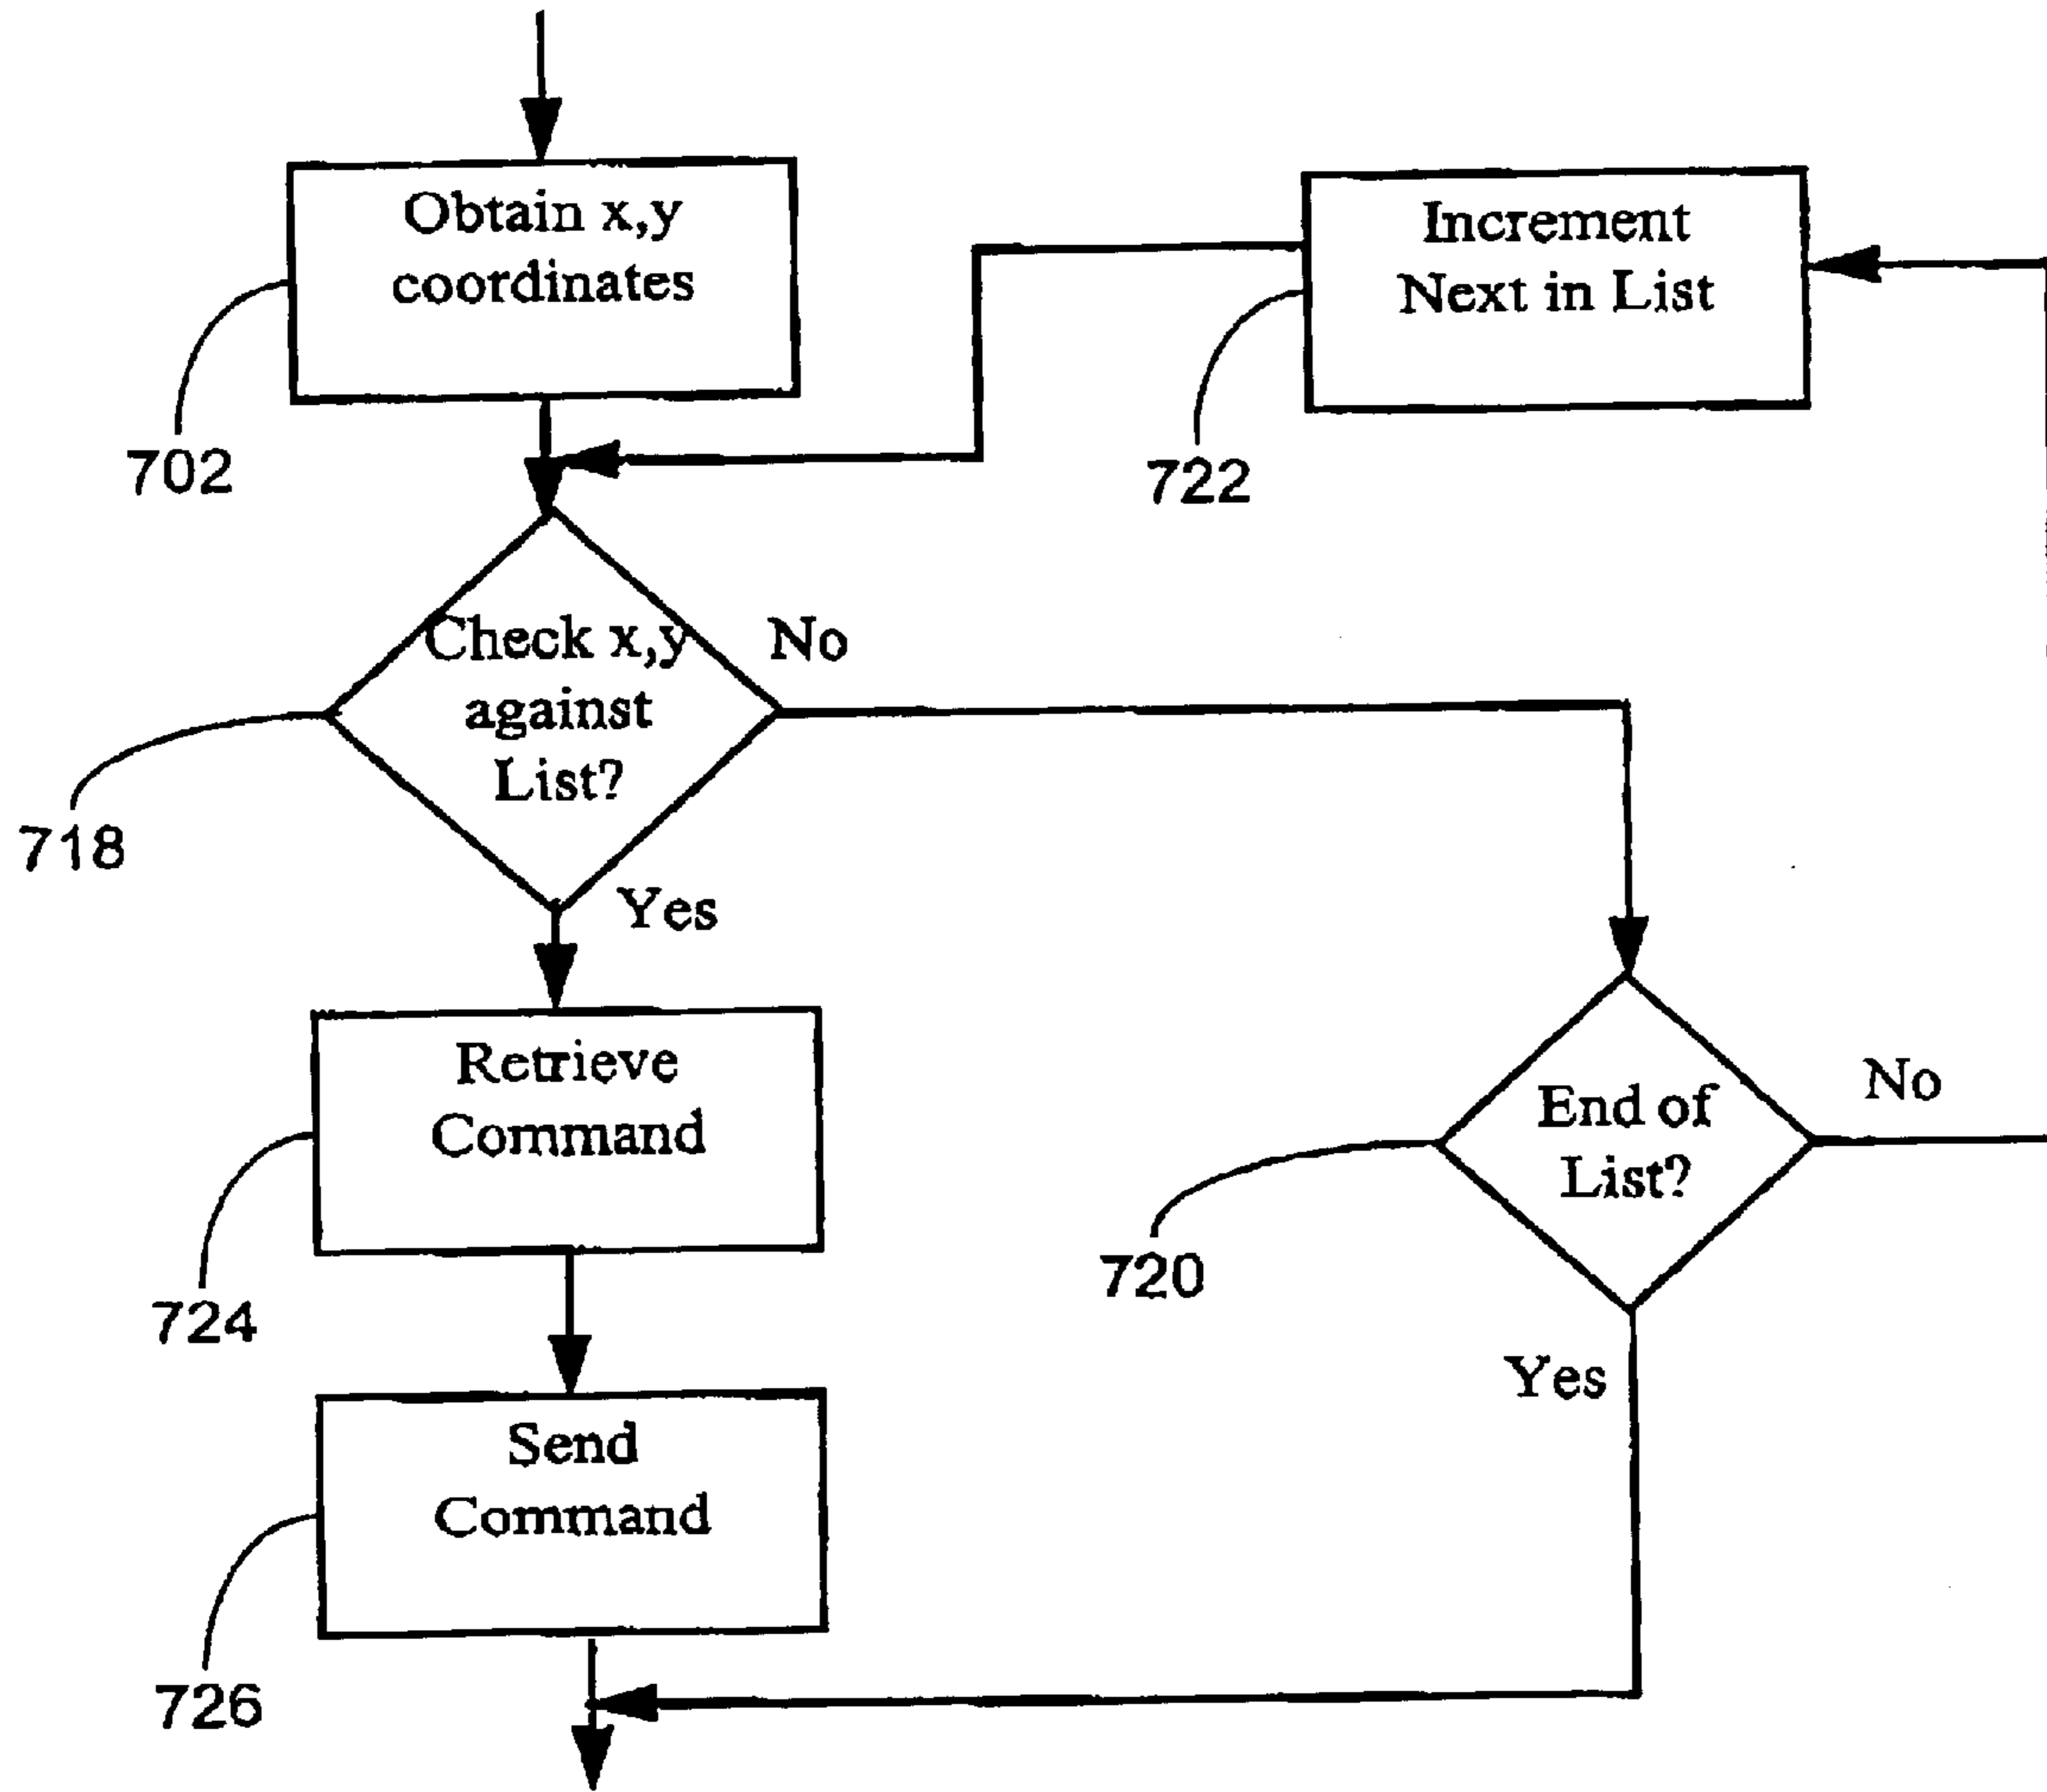 Obtain x,y
coordinates
702
Increment
Next in List
722
Check x,y
against
List?
No
718
Yes
Retrieve
Command
724
End of
List?
No
720
Yes
Send
Command
726